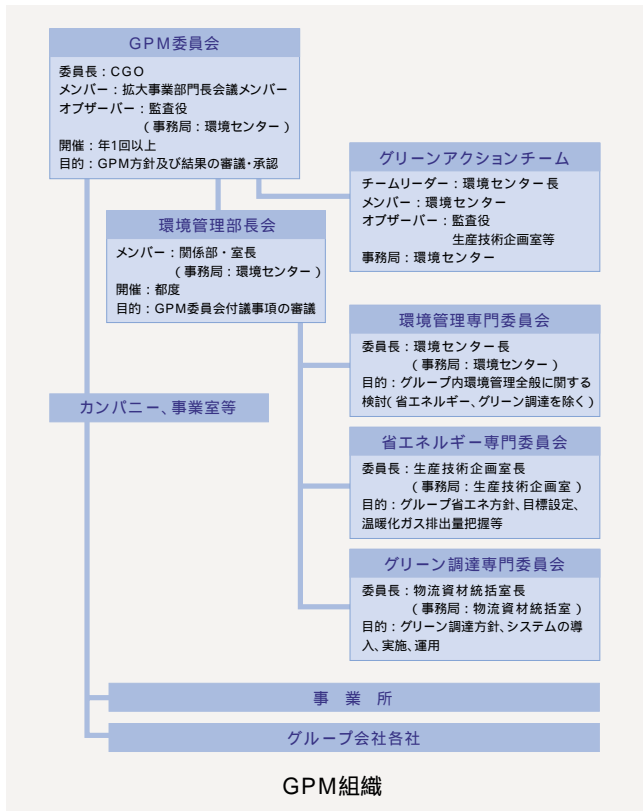 GPM委員会
委員長：CGO
メンバー：拡大事業部門長会議メンバー
オブザーバー：監査役
（事務局：環境センター）
開催：年1回以上
目的：GPM方針及び結果の審議・承認
グリーンアクションチーム
チームリーダー：環境センター長
メンバー：環境センター
オブザーバー：監査役
生産技術企画室等
事務局：環境センター
環境管理部長会
メンバー：関係部・室長
（事務局：環境センター）
開催：都度
目的：GPM委員会付議事項の審議
環境管理専門委員会
委員長：環境センター長
（事務局：環境センター）
目的：グループ内環境管理全般に関する
検討（省エネルギー、グリーン調達を除く）
カンパニー、事業室等
省エネルギー専門委員会
委員長：生産技術企画室長
（事務局：生産技術企画室）
目的：グループ省エネ方針、目標設定、
温暖化ガス排出量把握等
グリーン調達専門委員会
委員長：物流資材統括室長
（事務局：物流資材統括室）
目的：グリーン調達方針、システムの導
入、実施、運用
事業所
グループ会社各社
GPM組織